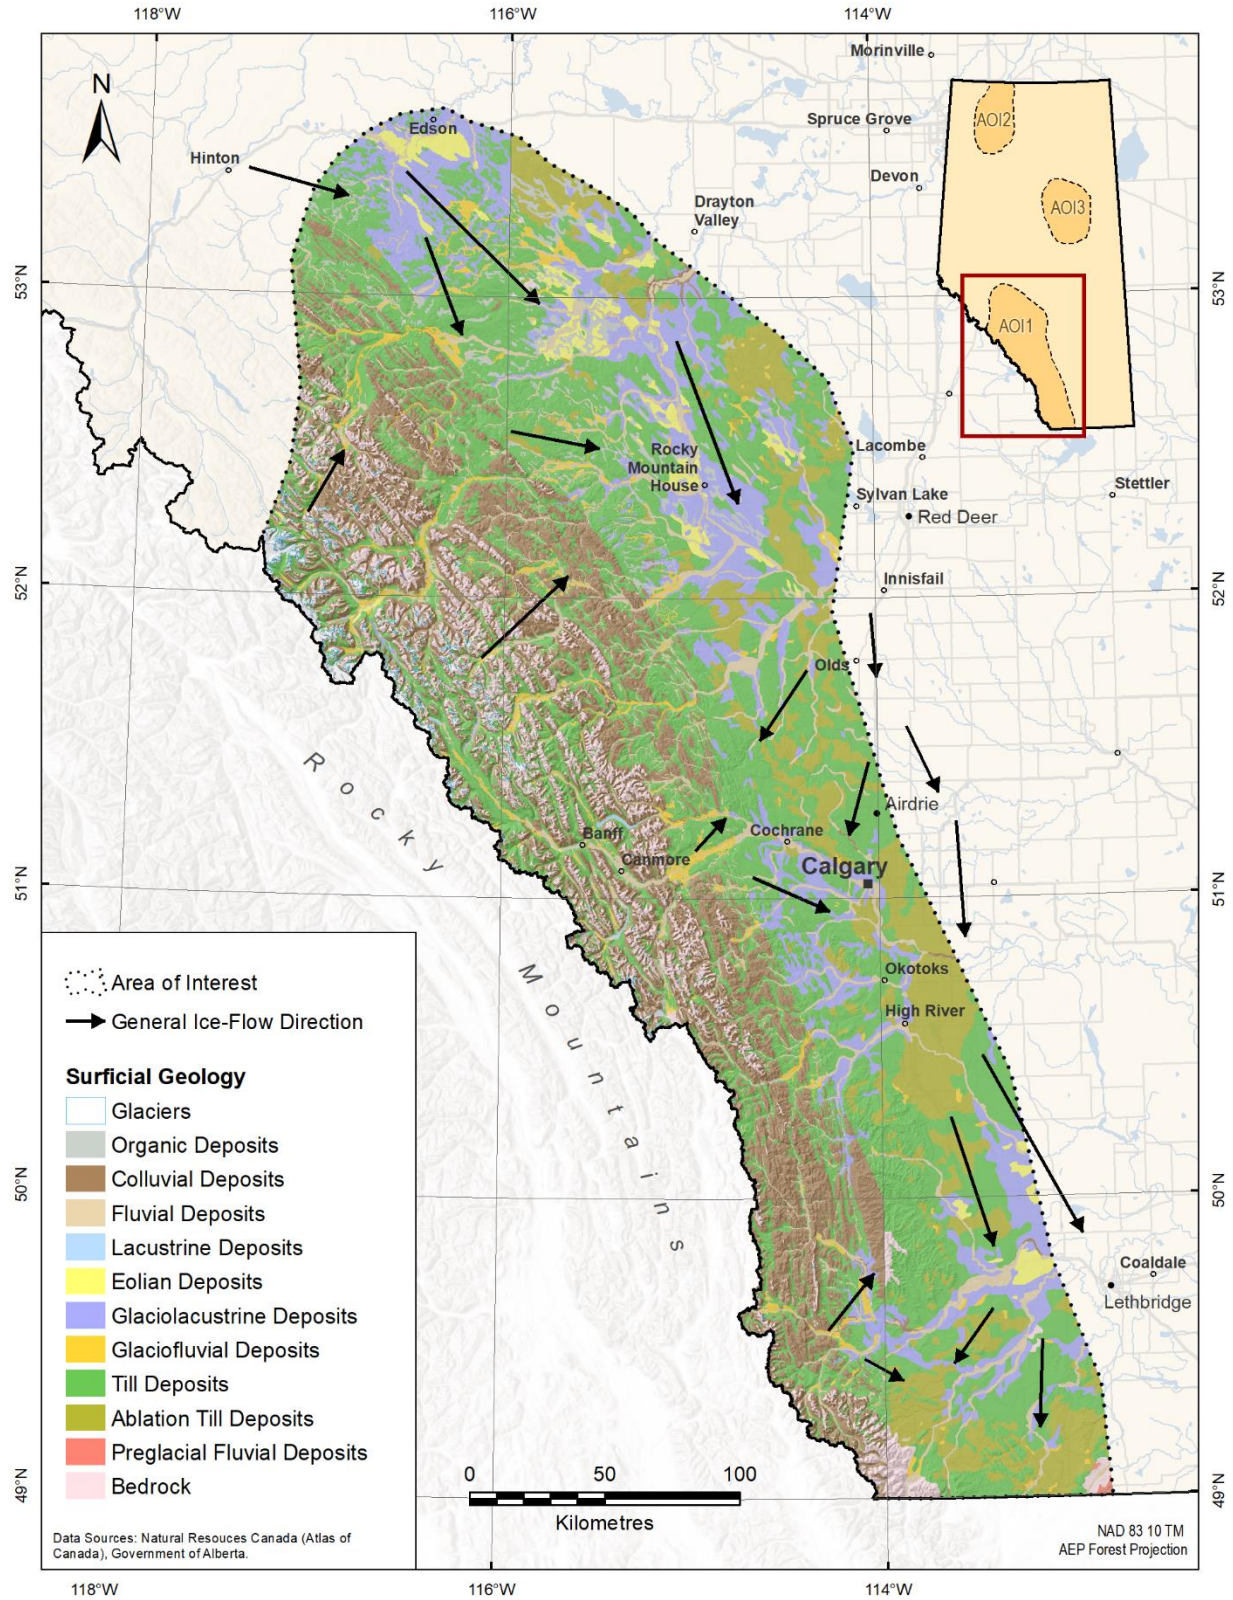 118°W 116°W 114°W
N
Morinville
Spruce Grove
Devon
Edson
Hinton
Drayton
Valley
AOI2
AOI3
AOI1
53°N
53°N
Lacombe
Rocky
Mountain
House
Sylvan Lake
Stettler
Red Deer
52°N
52°N
Innisfail
Olds
Rocky
Airdrie
Banff
Cochrane
Canmore
Calgary
51°N
51°N
Okotoks
High River
Mountains
50°N
50°N
Coaldale
Lethbridge
49°N
49°N
Area of Interest
General Ice-Flow Direction
Surficial Geology
Glaciers
Organic Deposits
Colluvial Deposits
Fluvial Deposits
Lacustrine Deposits
Eolian Deposits
Glaciolacustrine Deposits
Glaciofluvial Deposits
Till Deposits
Ablation Till Deposits
Preglacial Fluvial Deposits
Bedrock
Data Sources: Natural Resouces Canada (Atlas of
Canada), Government of Alberta.
0 50 100
Kilometres
NAD 83 10 TM
AEP Forest Projection
118°W 116°W 114°W